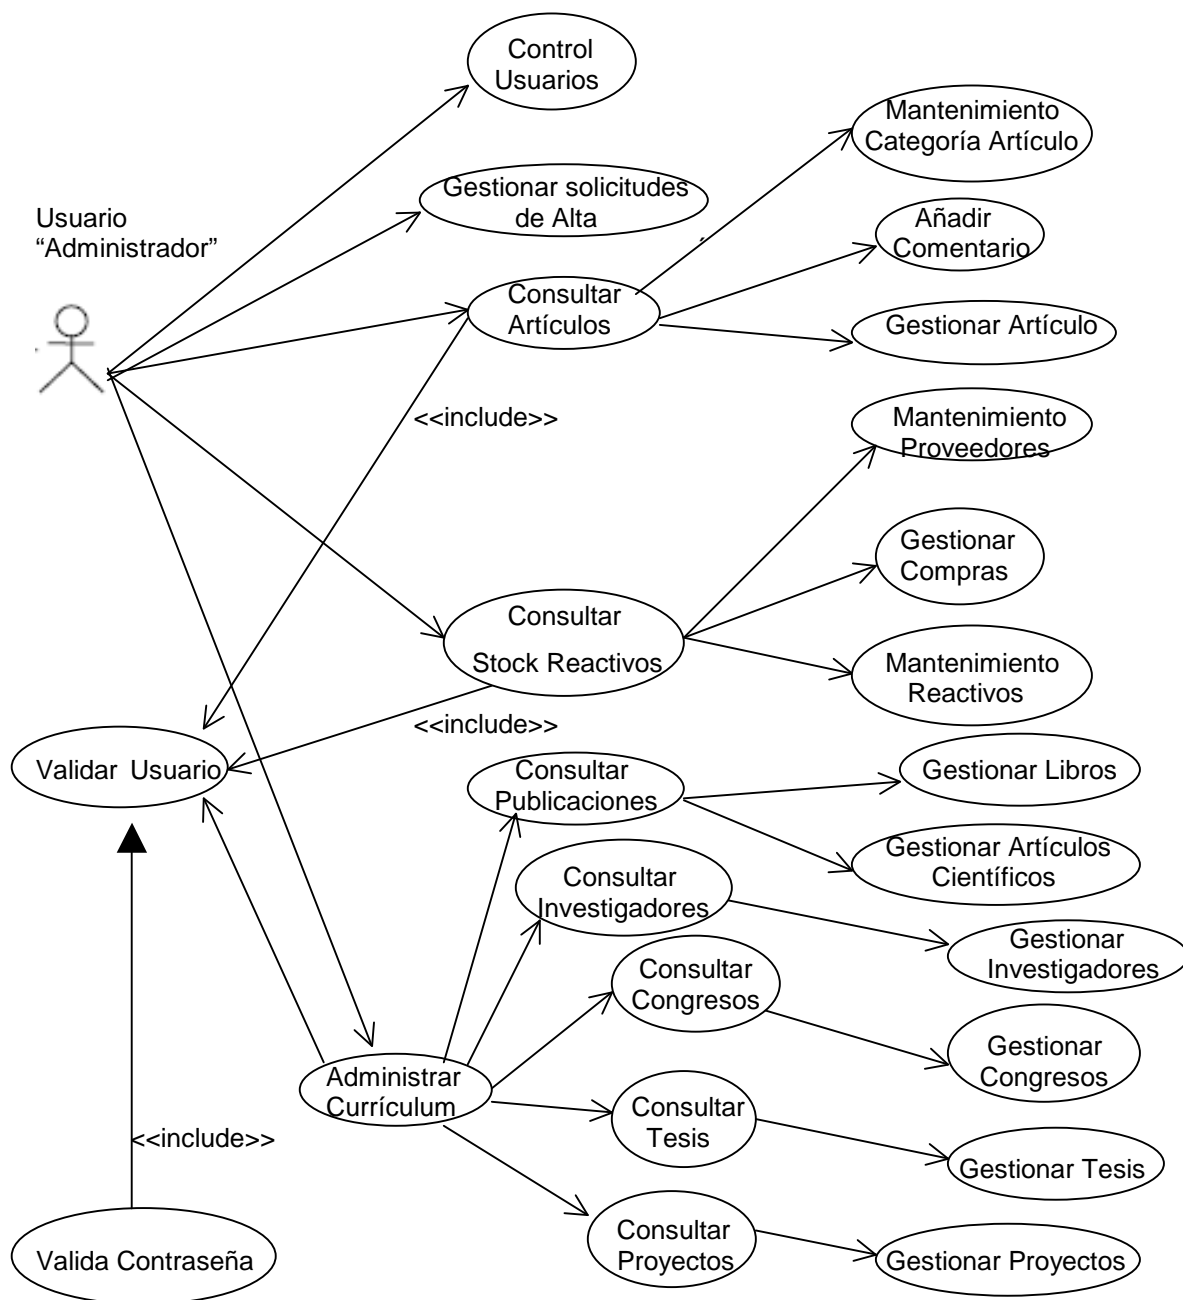 Control
Usuarios
Mantenimiento
Categoría Artículo
Gestionar solicitudes
de Alta
Usuario
“Administrador”
Añadir
Comentario
Consultar
Artículos
Gestionar Artículo
<<include>>
Mantenimiento
Proveedores
Gestionar
Compras
Consultar
Stock Reactivos
Mantenimiento
Reactivos
<<include>>
Validar Usuario
Consultar
Publicaciones
Gestionar Libros
Gestionar Artículos
Científicos
Consultar
Investigadores
Gestionar
Investigadores
Consultar
Congresos
Gestionar
Congresos
Administrar
Currículum
Consultar
Tesis
<<include>>
Gestionar Tesis
Valida Contraseña
Consultar
Proyectos
Gestionar Proyectos